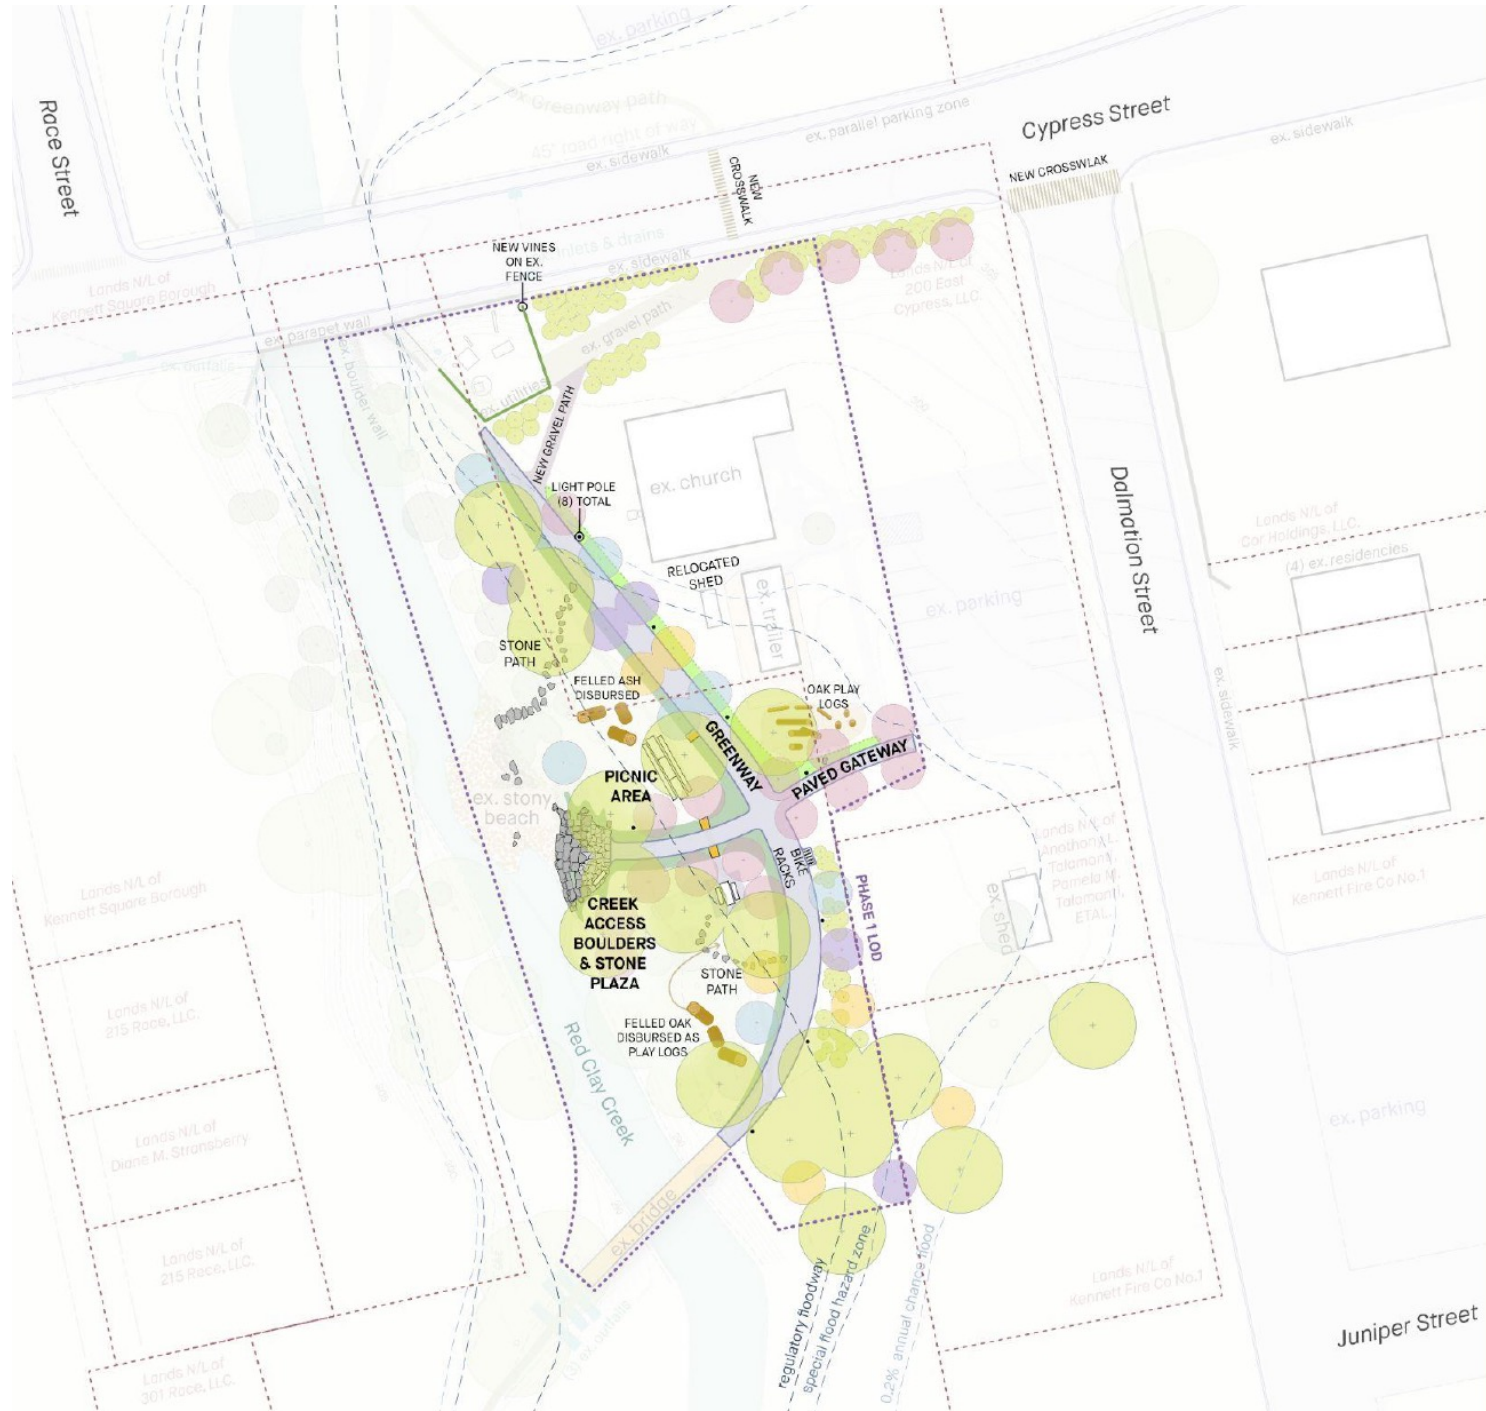 ex. parking
Race Street
ex. Greenway path
45' road right of way
ex. sidewalk
ex. parallel parking zone
Cypress Street
ex. sidewalk
NEW
CROSSWALK
NEW CROSSWLAK
NEW VINES
ON EX.
FENCE
inlets & drains
ex. sidewalk
Lands N/L of
Kennett Square Borough
Lands N/L of
200 East
Cypress, LLC.
ex. parapet wall
ex. outfalls
ex. boulder wall
ex. gravel path
ex. utilities
NEW GRAVEL PATH
ex. church
LIGHT POLE
(8) TOTAL
Dalmation Street
Lands N/L of
Car Holdings, LLC.
(4) ex. residencies
RELOCATED
SHED
ex. trailer
ex. parking
STONE
PATH
FELLED ASH
DISBURSED
OAK PLAY
LOGS
ex. sidewalk
GREENWAY
PAVED GATEWAY
PICNIC
AREA
ex. stony
beach
BIKE
RACKS
PHASE 1 LOD
Lands N/L of
Anothony L.
Talamoni,
Pamela M.
Talamoni,
ETAL.
ex. shed
Lands N/L of
Kennett Fire Co No.1
Lands N/L of
Kennett Square Borough
CREEK
ACCESS
BOULDERS
& STONE
PLAZA
STONE
PATH
FELLED OAK
DISBURSED AS
PLAY LOGS
Red Clay Creek
Lands N/L of
215 Race, LLC.
Lands N/L of
Diane M. Stransberry
Lands N/L of
215 Race, LLC.
Lands N/L of
301 Race, LLC.
ex. bridge
ex. outfalls
regulatory floodway
special flood hazard zone
0.2% annual chance flood
ex. parking
Lands N/L of
Kennett Fire Co No.1
Juniper Street